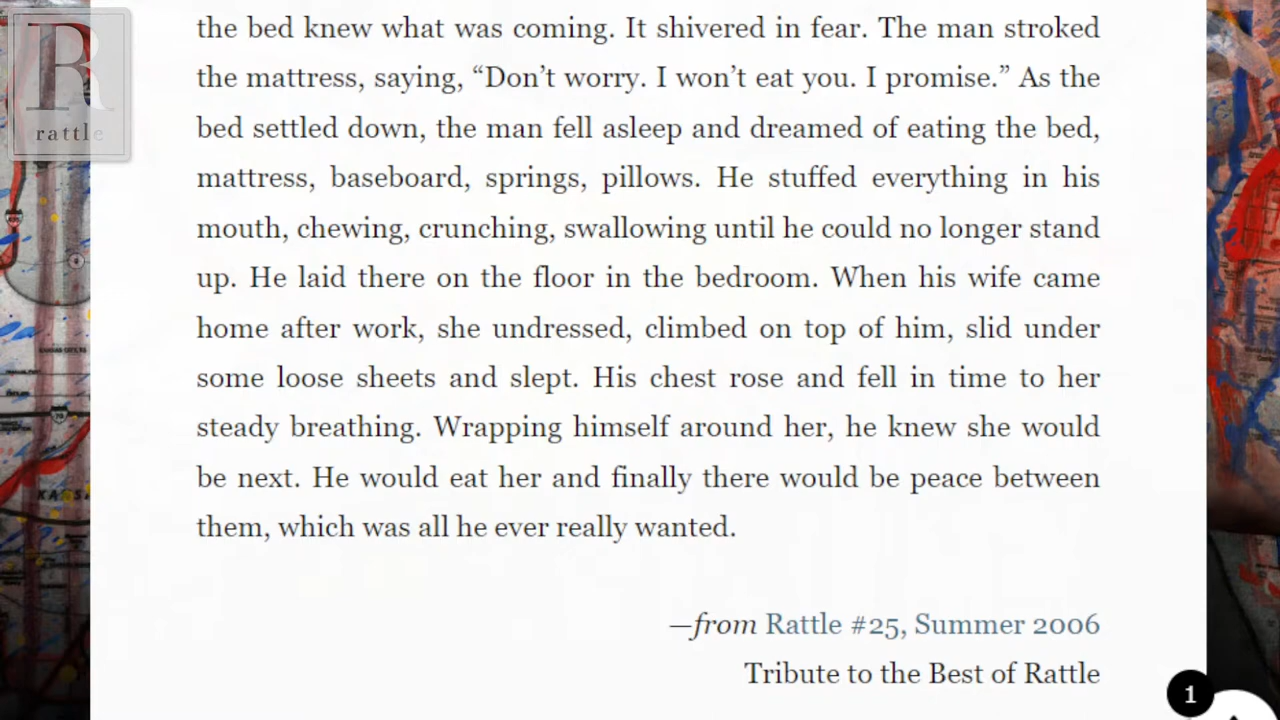 R
rattle
the bed knew what was coming. It shivered in fear. The man stroked
the mattress, saying, “Don’t worry. I won’t eat you. I promise.” As the
bed settled down, the man fell asleep and dreamed of eating the bed,
mattress, baseboard, springs, pillows. He stuffed everything in his
mouth, chewing, crunching, swallowing until he could no longer stand
up. He laid there on the floor in the bedroom. When his wife came
home after work, she undressed, climbed on top of him, slid under
some loose sheets and slept. His chest rose and fell in time to her
steady breathing. Wrapping himself around her, he knew she would
be next. He would eat her and finally there would be peace between
them, which was all he ever really wanted.
—from Rattle #25, Summer 2006
Tribute to the Best of Rattle
1